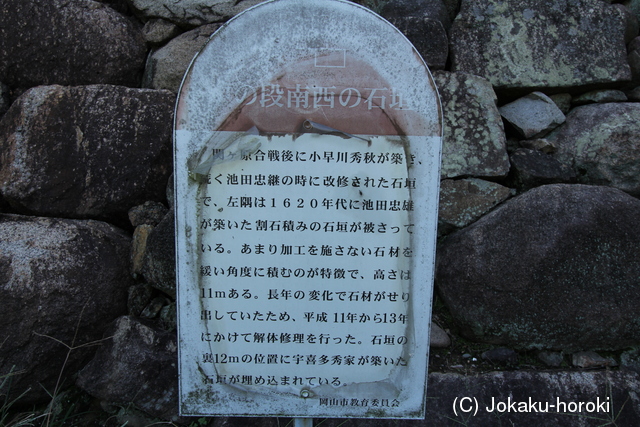 の段南西の石垣
関ヶ原合戦後に小早川秀秋が築き、
く池田忠継の時に改修された石垣
で、左隅は１６２０年代に池田忠雄
が築いた割石積みの石垣が被さって
いる。あまり加工を施さない石材を
緩い角度に積むのが特徴で、高さは
11mある。長年の変化で石材がせり
出していたため、平成11年から13年
にかけて解体修理を行った。石垣の
裏12mの位置に宇喜多秀家が築いた
石垣が埋め込まれている。
岡山市教育委員会
(C) Jokaku-horoki